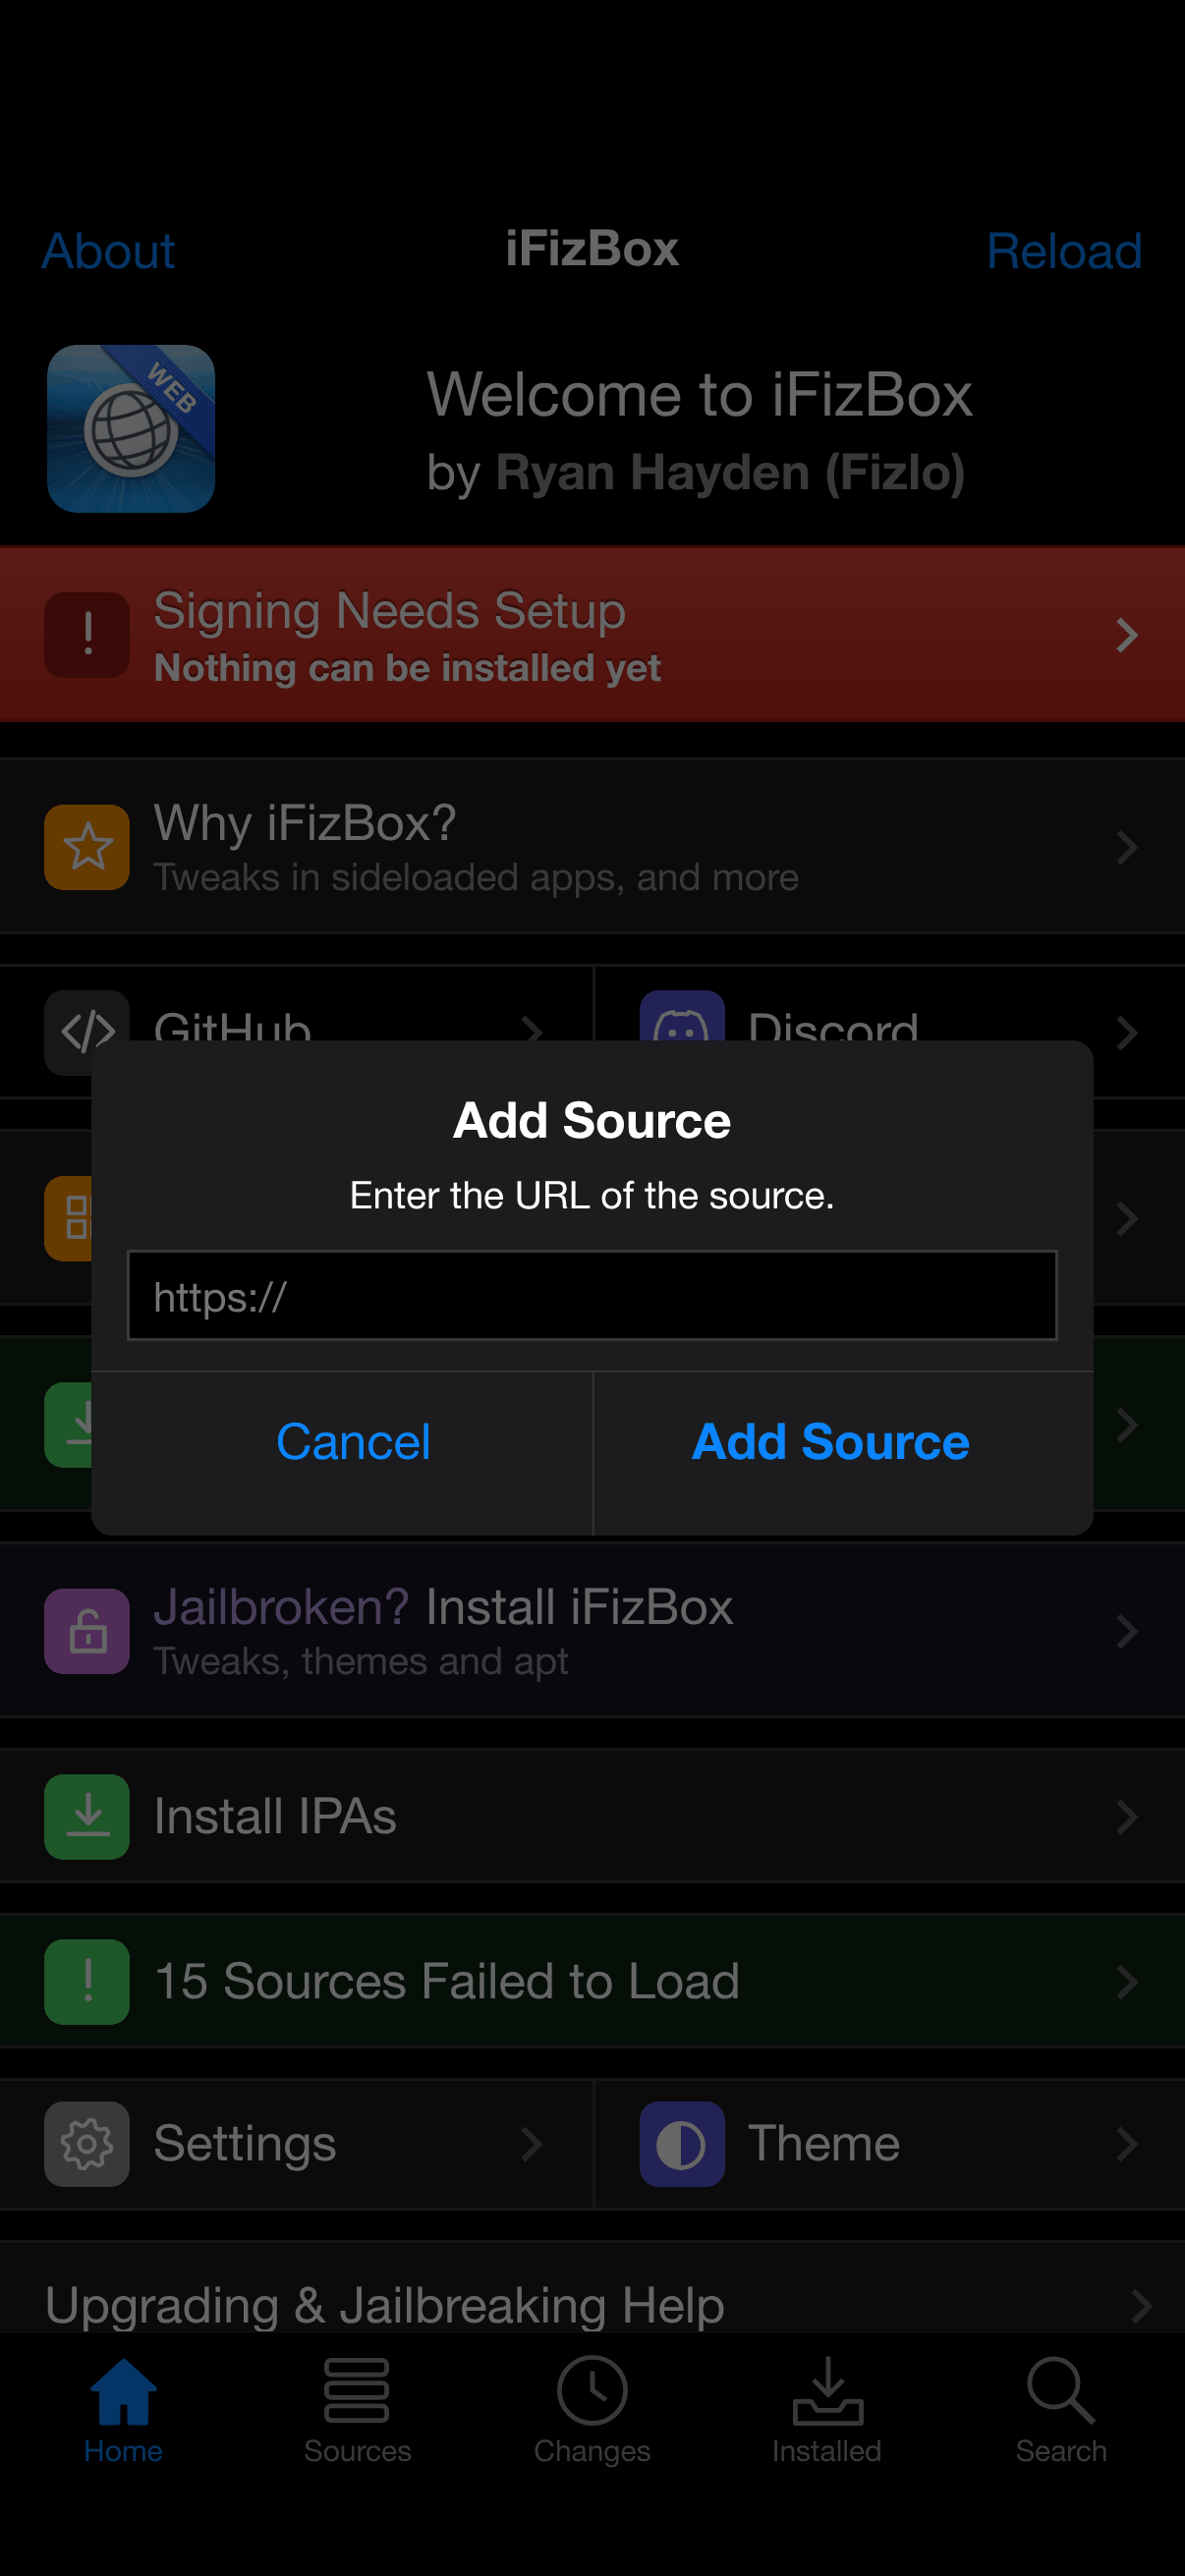 About
iFizBox
Reload
WEB
Welcome to iFizBox
by Ryan Hayden (Fizlo)
Signing Needs Setup
Nothing can be installed yet
Why iFizBox?
Tweaks in sideloaded apps, and more
GitHub
Discord
Add Source
Enter the URL of the source.
https://
Cancel
Add Source
Jailbroken? Install iFizBox
Tweaks, themes and apt
Install IPAs
15 Sources Failed to Load
Settings
Theme
Upgrading & Jailbreaking Help
Home
Sources
Changes
Installed
Search